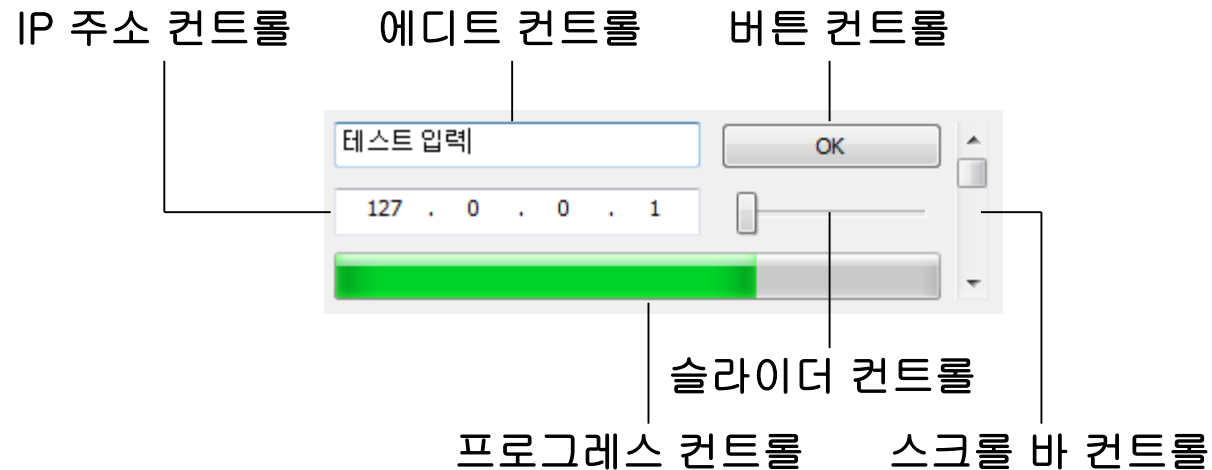 IP 주소 컨트롤 에디트 컨트롤 버튼 컨트롤
테스트 입력 OK
127 . 0 . 0 . 1
슬라이더 컨트롤
프로그레스 컨트롤 스크롤 바 컨트롤